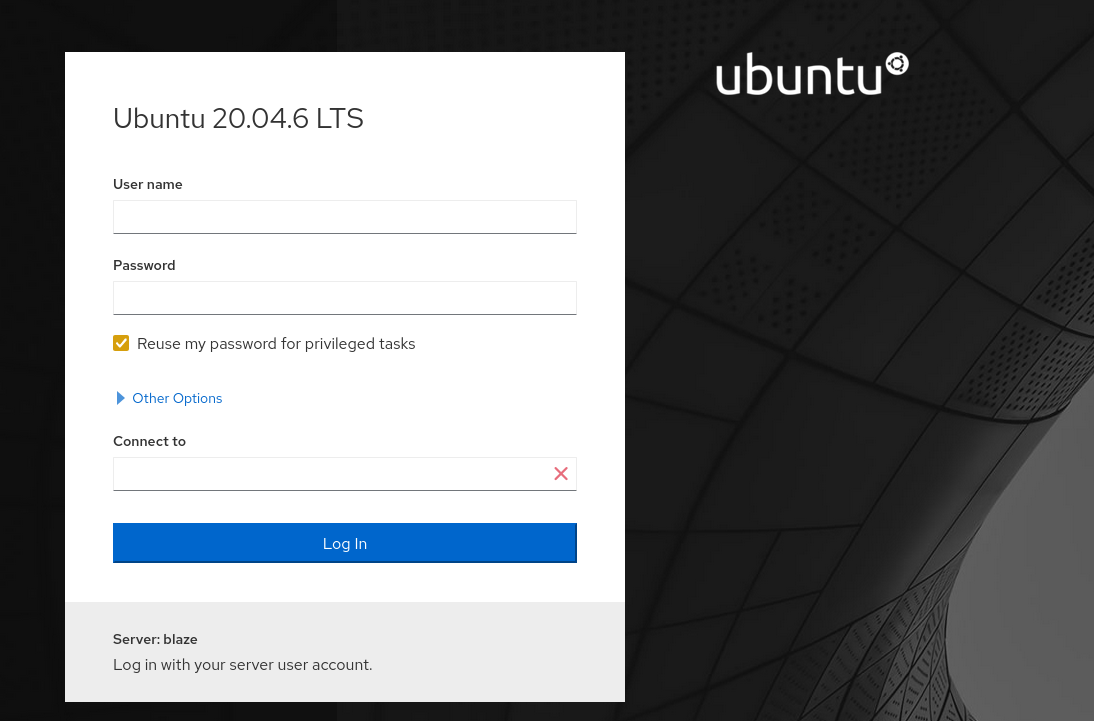 ubuntu
Ubuntu 20.04.6 LTS
User name
Password
Reuse my password for privileged tasks
Other Options
Connect to
Log In
Server: blaze
Log in with your server user account.